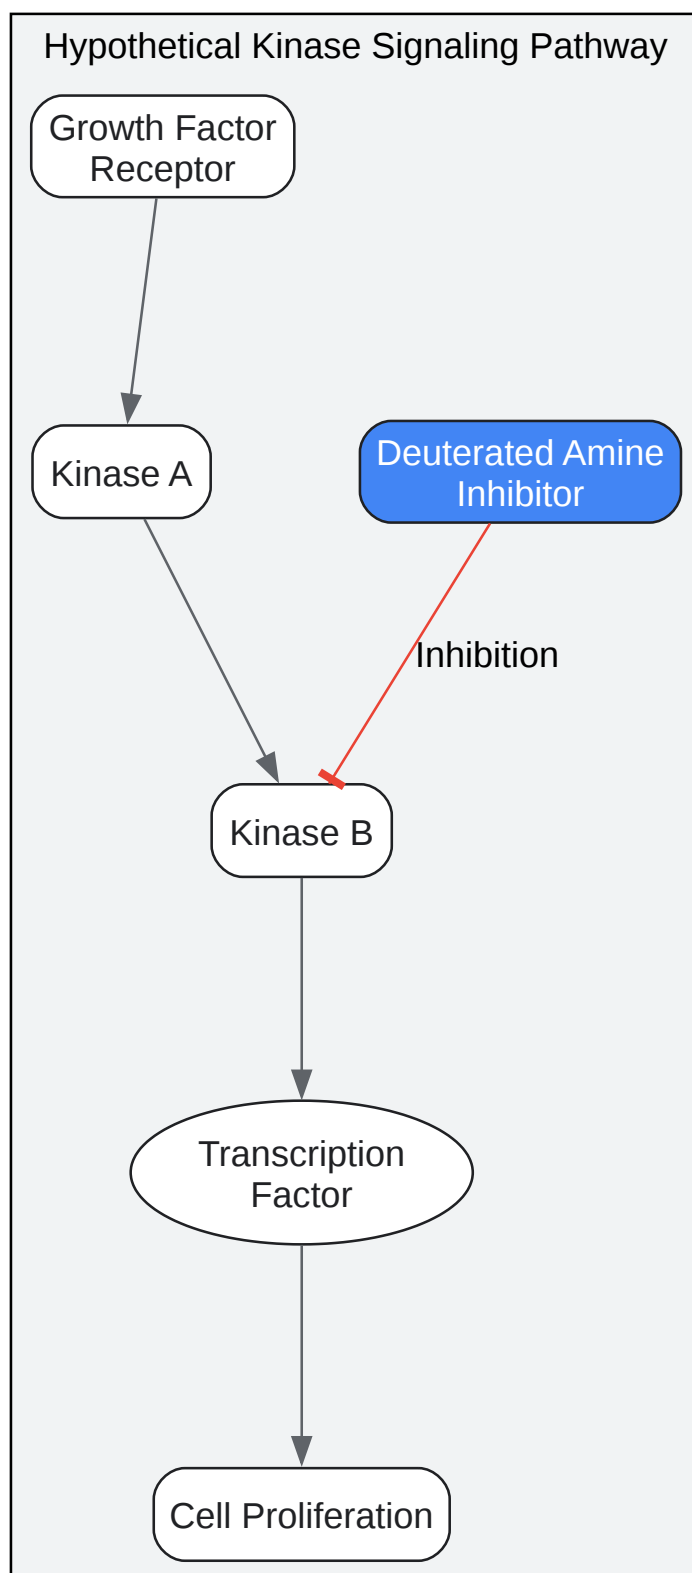 Hypothetical Kinase Signaling Pathway
Growth Factor
Receptor
Kinase A
Deuterated Amine
Inhibitor
Inhibition
Kinase B
Transcription
Factor
Cell Proliferation